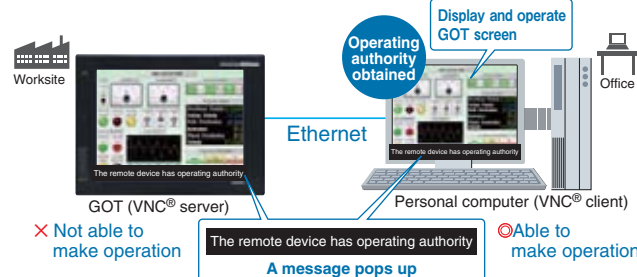 Display and operate
GOT screen
Operating
authority
obtained
Worksite
Office
Ethernet
The remote device has operating authority
The remote device has operating authority
GOT (VNC® server)
Personal computer (VNC® client)
× Not able to
make operation
The remote device has operating authority
A message pops up
◎Able to
make operation